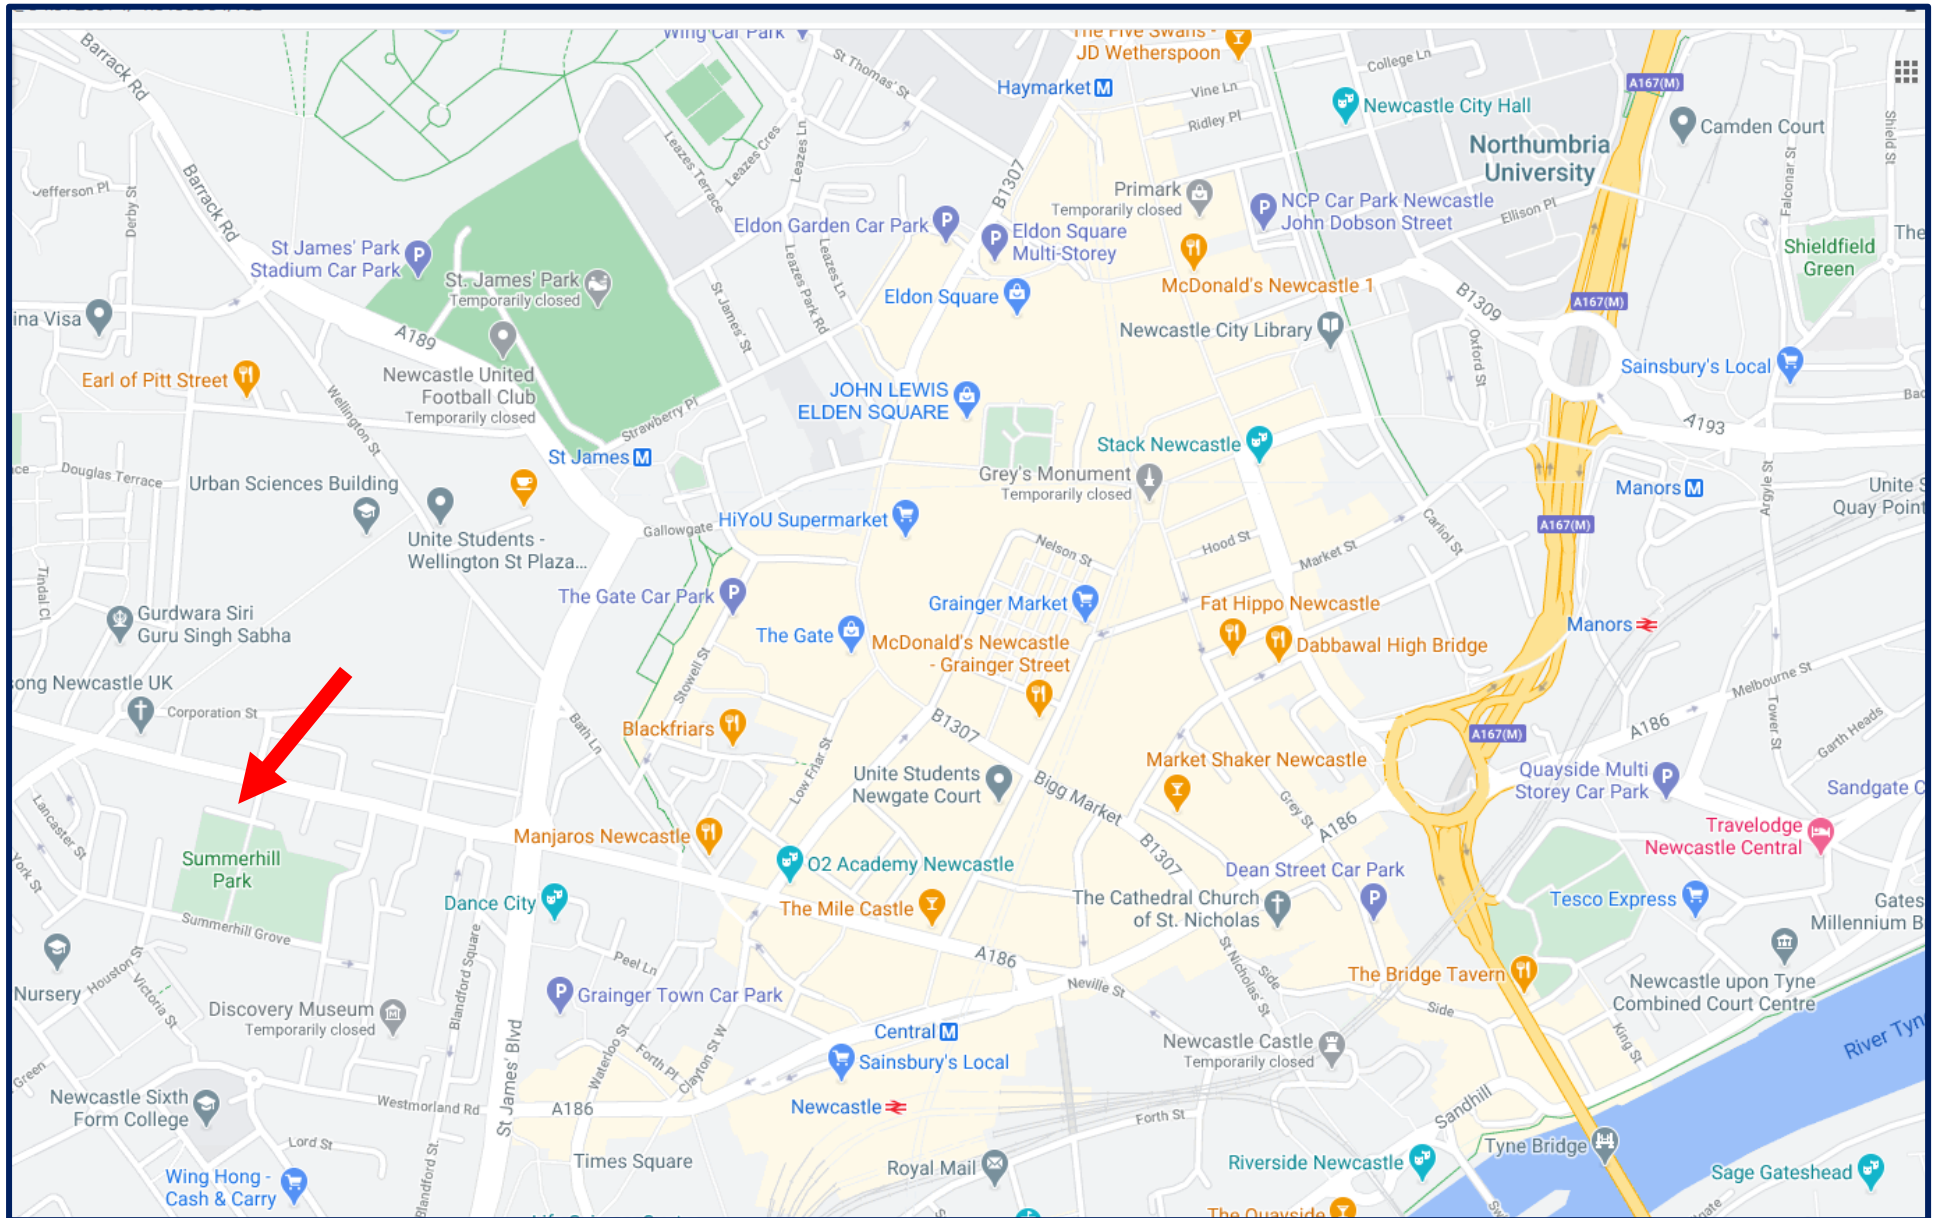 Wing Car Park
The Five Swans -
JD Wetherspoon
St Thomas' St
College Ln
Barrack Rd
A167(M)
Haymarket M
Vine Ln
Newcastle City Hall
Camden Court
Ridley Pl
Shield St
Leazes Terrace
Leazes Cres
Leazes Ln
Northumbria
University
Falconar St
Jefferson Pl
Derby St
Barrack Rd
B1307
Primark
Temporarily closed
NCP Car Park Newcastle
John Dobson Street
Ellison Pl
Eldon Garden Car Park
Eldon Square
Multi-Storey
Shieldfield
Green
The
St James' Park
Stadium Car Park
St. James' Park
Temporarily closed
St. James' St
Leazes Park Rd
Leazes Ln
McDonald's Newcastle 1
Eldon Square
B1309
A167(M)
ina Visa
A189
Newcastle City Library
Oxford St
Sainsbury's Local
Earl of Pitt Street
Newcastle United
Football Club
Temporarily closed
JOHN LEWIS
ELDEN SQUARE
Wellington St
Strawberry Pl
A193
Stack Newcastle
St James M
Grey's Monument
Temporarily closed
Douglas Terrace
Urban Sciences Building
Manors M
Argyle St
Unite S
Quay Point
HiYoU Supermarket
Gallowgate
Carliol St
A167(M)
Unite Students -
Wellington St Plaza...
Nelson St
Hood St
Market St
Tindal Cl
The Gate Car Park
Grainger Market
Fat Hippo Newcastle
Gurdwara Siri
Guru Singh Sabha
The Gate
McDonald's Newcastle
- Grainger Street
Dabbawal High Bridge
Manors
Stowell St
ong Newcastle UK
Corporation St
Melbourne St
Bath Ln
Blackfriars
B1307
A186
A167(M)
Tower St
Garth Heads
Low Friar St
Unite Students
Newgate Court
Bigg Market
Market Shaker Newcastle
Quayside Multi
Storey Car Park
Sandgate C
Grey St
A186
Lancaster St
Manjaros Newcastle
Travelodge
Newcastle Central
York St
Summerhill
Park
O2 Academy Newcastle
B1307
Dean Street Car Park
Dance City
The Mile Castle
The Cathedral Church
of St. Nicholas
Tesco Express
Gates
Millennium B
Summerhill Grove
A186
Blandford Square
Peel Ln
St Nicholas' St
Side
The Bridge Tavern
Nursery
Houston St
Victoria St
Grainger Town Car Park
Neville St
Newcastle upon Tyne
Combined Court Centre
Discovery Museum
Temporarily closed
Side
King St
Central M
Newcastle Castle
Temporarily closed
River Tyn
St James' Blvd
Waterloo St
Forth Pl
Clayton St W
Sainsbury's Local
Green
Newcastle Sixth
Form College
Westmorland Rd
A186
Newcastle
Forth St
Sandhill
Lord St
Tyne Bridge
Times Square
Royal Mail
Riverside Newcastle
Sage Gateshead
Wing Hong -
Cash & Carry
Blandford St.
The Quayside